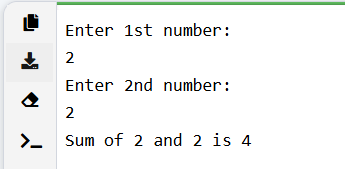 Enter 1st number:
2
Enter 2nd number:
2
Sum of 2 and 2 is 4